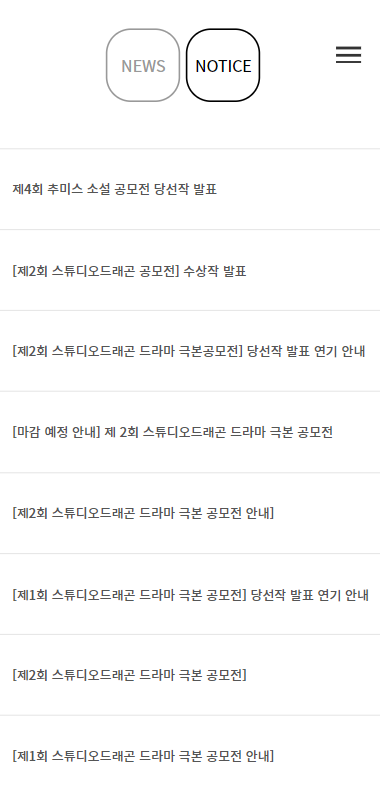 NEWS NOTICE
제4회 추미스 소설 공모전 당선작 발표
[제2회 스튜디오드래곤 공모전] 수상작 발표
[제2회 스튜디오드래곤 드라마 극본공모전] 당선작 발표 연기 안내
[마감 예정 안내] 제 2회 스튜디오드래곤 드라마 극본 공모전
[제2회 스튜디오드래곤 드라마 극본 공모전 안내]
[제1회 스튜디오드래곤 드라마 극본 공모전] 당선작 발표 연기 안내
[제2회 스튜디오드래곤 드라마 극본 공모전]
[제1회 스튜디오드래곤 드라마 극본 공모전 안내]